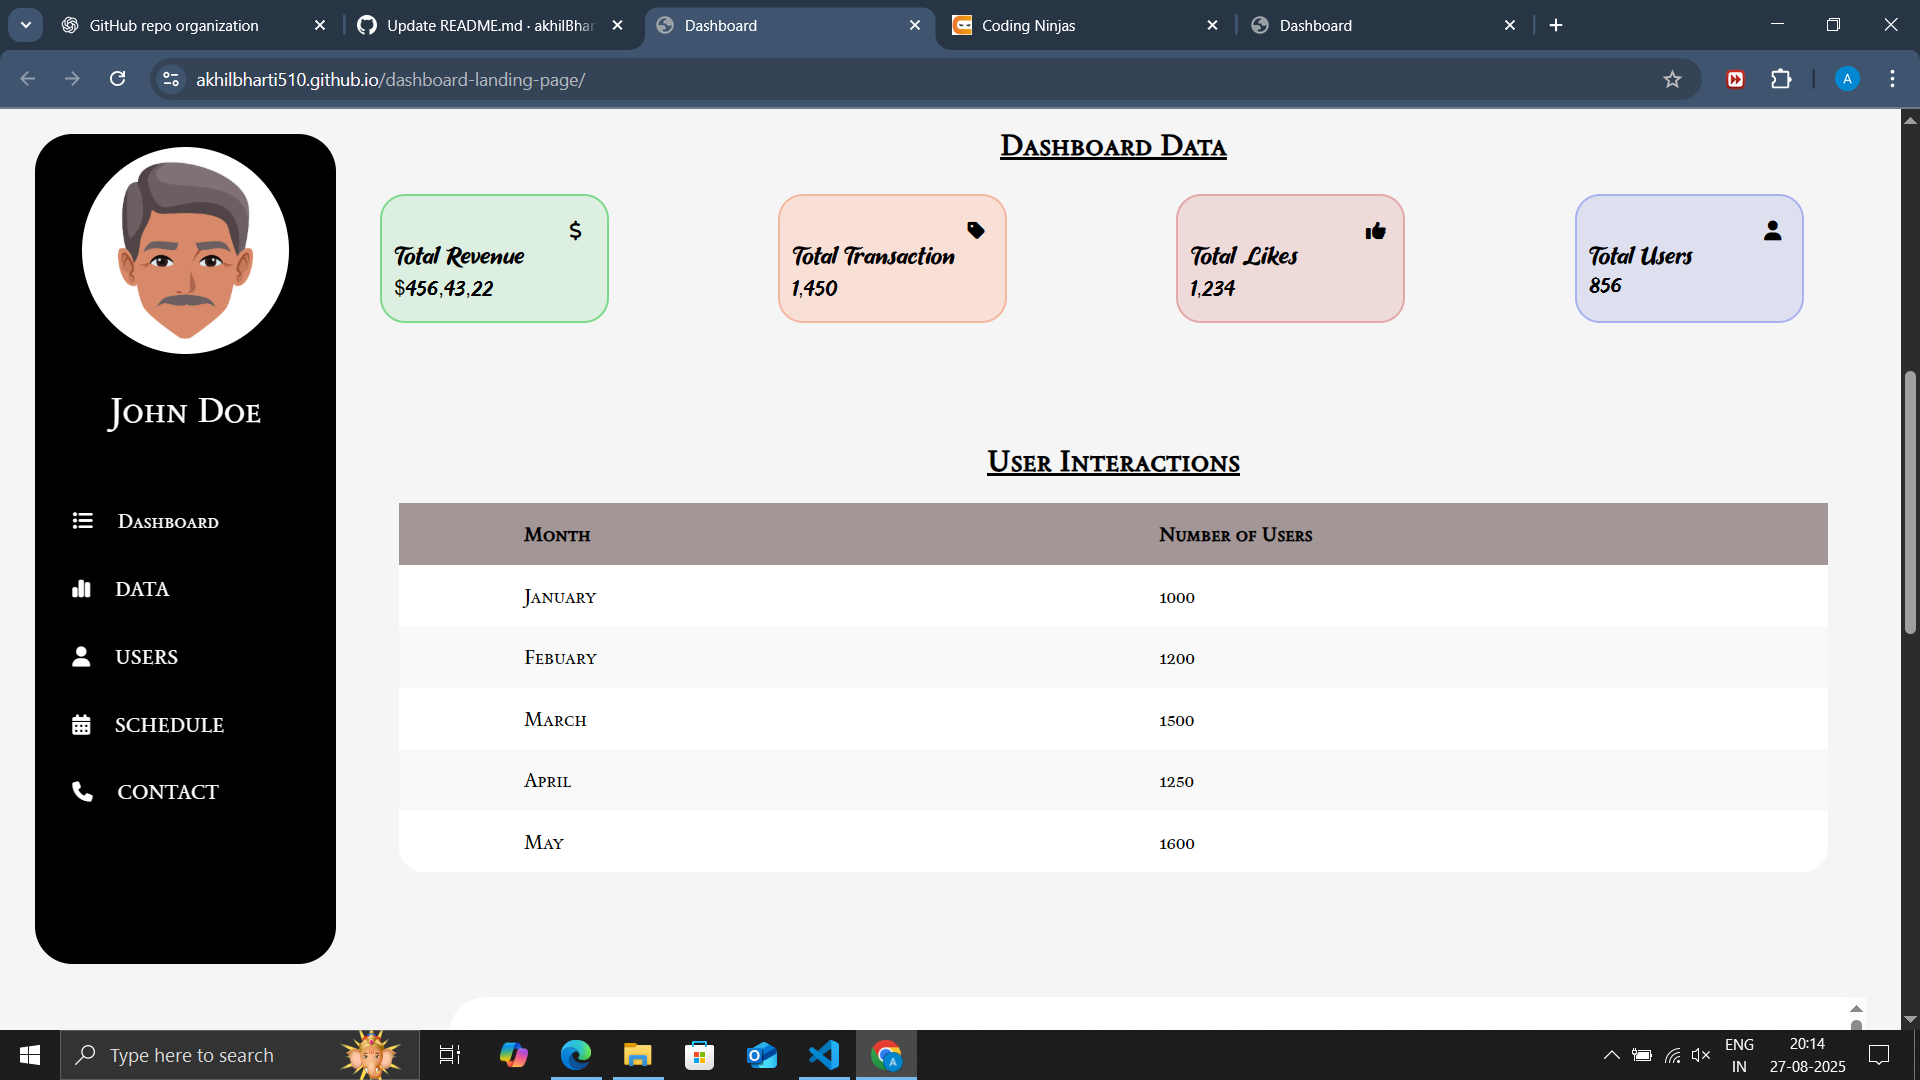 GitHub repo organization
Update README.md · akhilBhar
Dashboard
Coding Ninjas
Dashboard
akhilbharti510.github.io/dashboard-landing-page/
A
John Doe
Dashboard
DATA
USERS
SCHEDULE
CONTACT
Dashboard Data
$
Total Revenue
$456,43,22
Total Transaction
1,450
Total Likes
1,234
Total Users
856
User Interactions
Month Number of Users
January 1000
Febuary 1200
March 1500
April 1250
May 1600
Type here to search
ENG
IN
20:14
27-08-2025